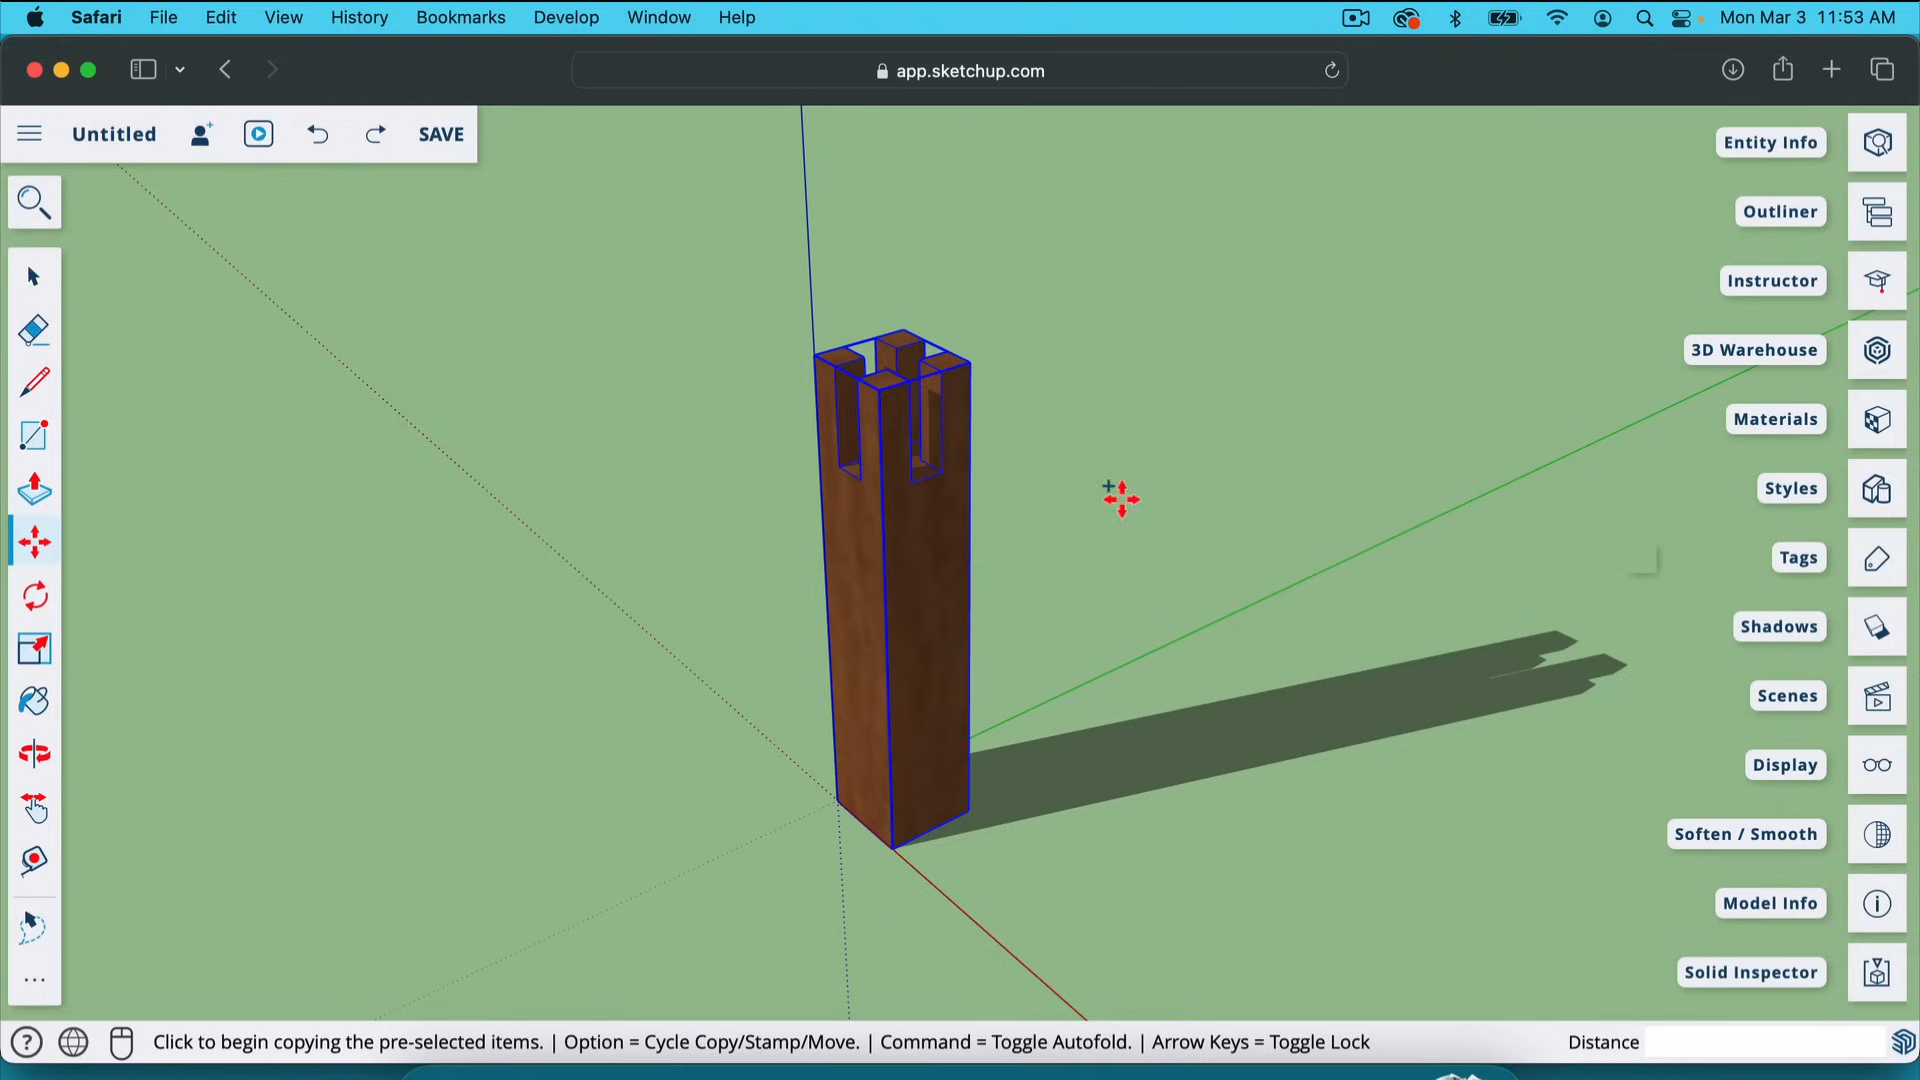 Safari File Edit View History Bookmarks Develop Window Help Mon Mar 3 11:53 AM
app.sketchup.com
Untitled SAVE
Entity Info
Outliner
Instructor
3D Warehouse
Materials
Styles
Tags
Shadows
Scenes
Display
Soften / Smooth
Model Info
Solid Inspector
Click to begin copying the pre-selected items. | Option = Cycle Copy/Stamp/Move. | Command = Toggle Autofold. | Arrow Keys = Toggle Lock Distance